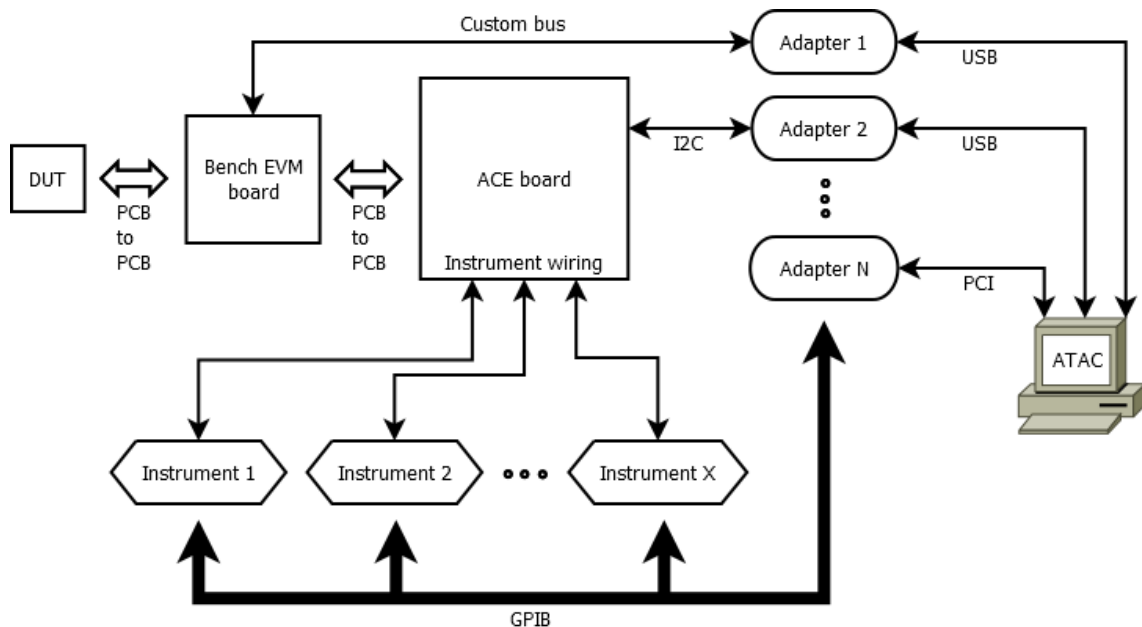 Custom bus
Adapter 1
USB
Adapter 2
I2C
USB
DUT
Bench EVM
board
ACE board
PCB
to
PCB
PCB
to
PCB
Instrument wiring
Adapter N
PCI
ATAC
Instrument 1
Instrument 2
Instrument X
GPIB